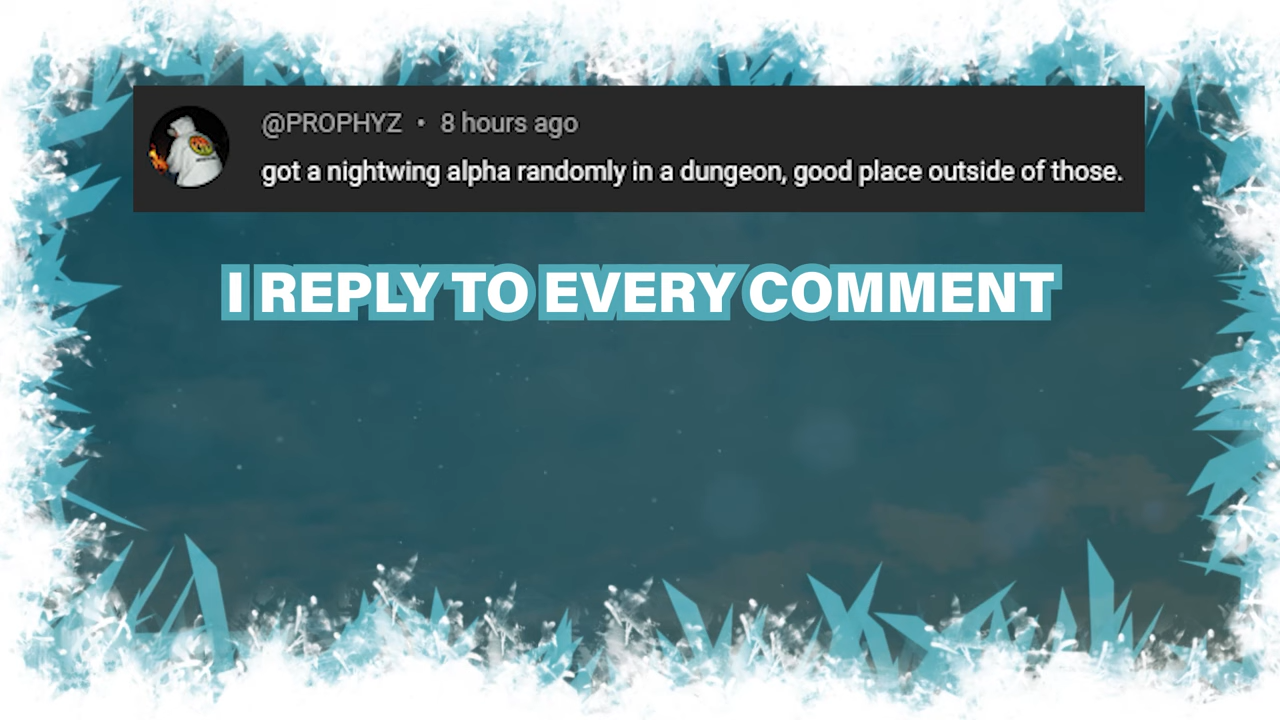 @PROPHYZ • 8 hours ago
got a nightwing alpha randomly in a dungeon, good place outside of those.
I REPLY TO EVERY COMMENT